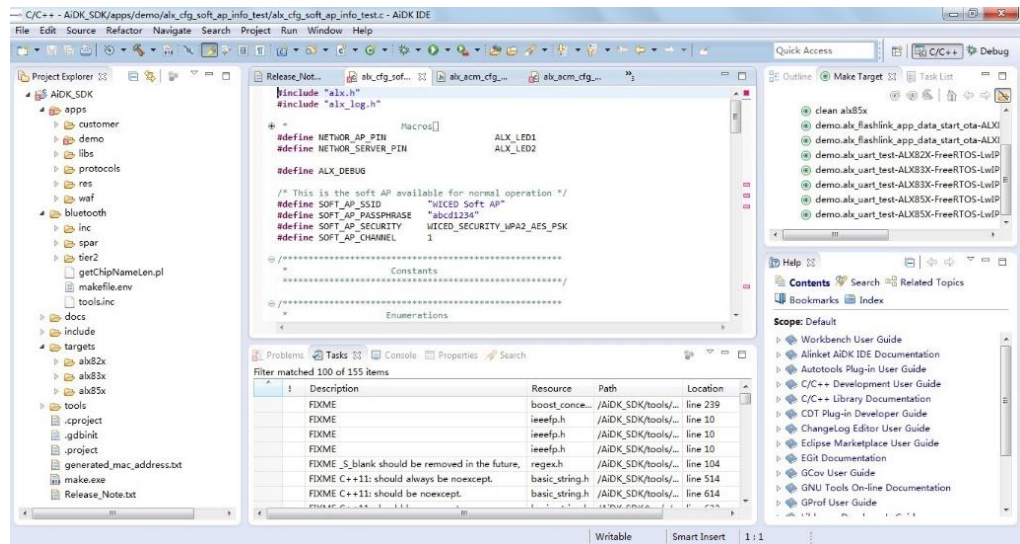 C/C++ - AiDK_SDK/apps/demo/alx_cfg_soft_ap_info_test/alx_cfg_soft_ap_info_test.c - AiDK IDE
File Edit Source Refactor Navigate Search Project Run Window Help
Quick Access
C/C++
Debug
Project Explorer
AiDK_SDK
apps
customer
demo
libs
protocols
res
waf
bluetooth
inc
spar
tier2
getChipNameLen.pl
makefile.env
tools.inc
docs
include
targets
alx82x
alx83x
alx85x
tools
.cproject
.gdbinit
.project
generated_mac_address.txt
make.exe
Release_Note.txt
Release_Not... alx_cfg_sof... alx_acm_cfg_... alx_acm_cfg_...
#include "alx.h"
#include "alx_log.h"
* Macros
#define NETWOR_AP_PIN ALX_LED1
#define NETWOR_SERVER_PIN ALX_LED2
#define ALX_DEBUG
/* This is the soft AP available for normal operation */
#define SOFT_AP_SSID "WICED Soft AP"
#define SOFT_AP_PASSPHRASE "abcd1234"
#define SOFT_AP_SECURITY WICED_SECURITY_WPA2_AES_PSK
#define SOFT_AP_CHANNEL 1
* Constants
* Enumerations
Problems Tasks Console Properties Search
Filter matched 100 of 155 items
! Description Resource Path Location
FIXME boost_conce... /AiDK_SDK/tools/... line 239
FIXME ieeefp.h /AiDK_SDK/tools/... line 10
FIXME ieeefp.h /AiDK_SDK/tools/... line 10
FIXME ieeefp.h /AiDK_SDK/tools/... line 10
FIXME _S_blank should be removed in the future, regex.h /AiDK_SDK/tools/... line 104
FIXME C++11: should always be noexcept. basic_string.h /AiDK_SDK/tools/... line 514
FIXME C++11: should be noexcept. basic_string.h /AiDK_SDK/tools/... line 614
Outline Make Target Task List
clean alx85x
demo.alx_flashlink_app_data_start_ota-ALX
demo.alx_flashlink_app_data_start_ota-ALX
demo.alx_uart_test-ALX82X-FreeRTOS-LwIP
demo.alx_uart_test-ALX83X-FreeRTOS-LwIP
demo.alx_uart_test-ALX83X-FreeRTOS-LwIP
demo.alx_uart_test-ALX85X-FreeRTOS-LwIP
demo.alx_uart_test-ALX85X-FreeRTOS-LwIP
Help
Contents Search Related Topics
Bookmarks Index
Scope: Default
Workbench User Guide
Alinket AiDK IDE Documentation
Autotools Plug-in User Guide
C/C++ Development User Guide
C/C++ Library Documentation
CDT Plug-in Developer Guide
ChangeLog Editor User Guide
Eclipse Marketplace User Guide
EGit Documentation
GCov User Guide
GNU Tools On-line Documentation
GProf User Guide
Writable Smart Insert 1 : 1